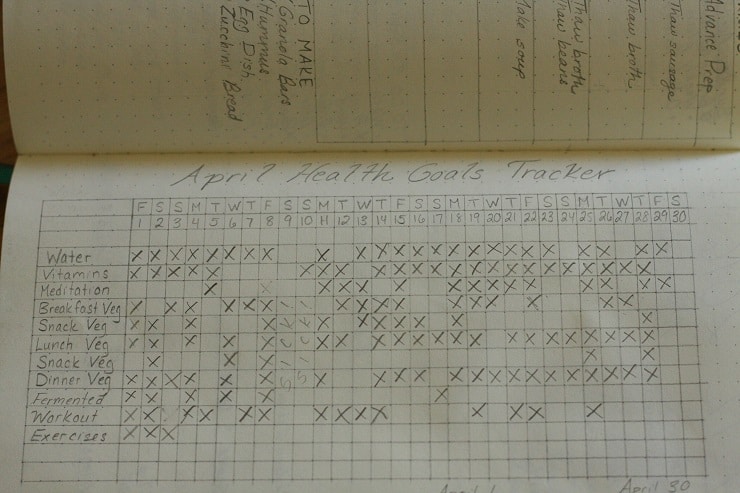 TO MAKE
Granola Bars
Hummus
Egg Dish
Zucchini Bread
Advance Prep
Thaw sausage
Thaw broth
Thaw broth
Thaw beans
Make soup
April Health Goals Tracker
F S S M T W T F S S M T W T F S S M T W T F S S M T W T F S
1 2 3 4 5 6 7 8 9 10 11 12 13 14 15 16 17 18 19 20 21 22 23 24 25 26 27 28 29 30
Water
Vitamins
Meditation
Breakfast Veg
Snack Veg
Lunch Veg
Snack Veg
Dinner Veg
Fermented
Workout
Exercises
April 1
April 30